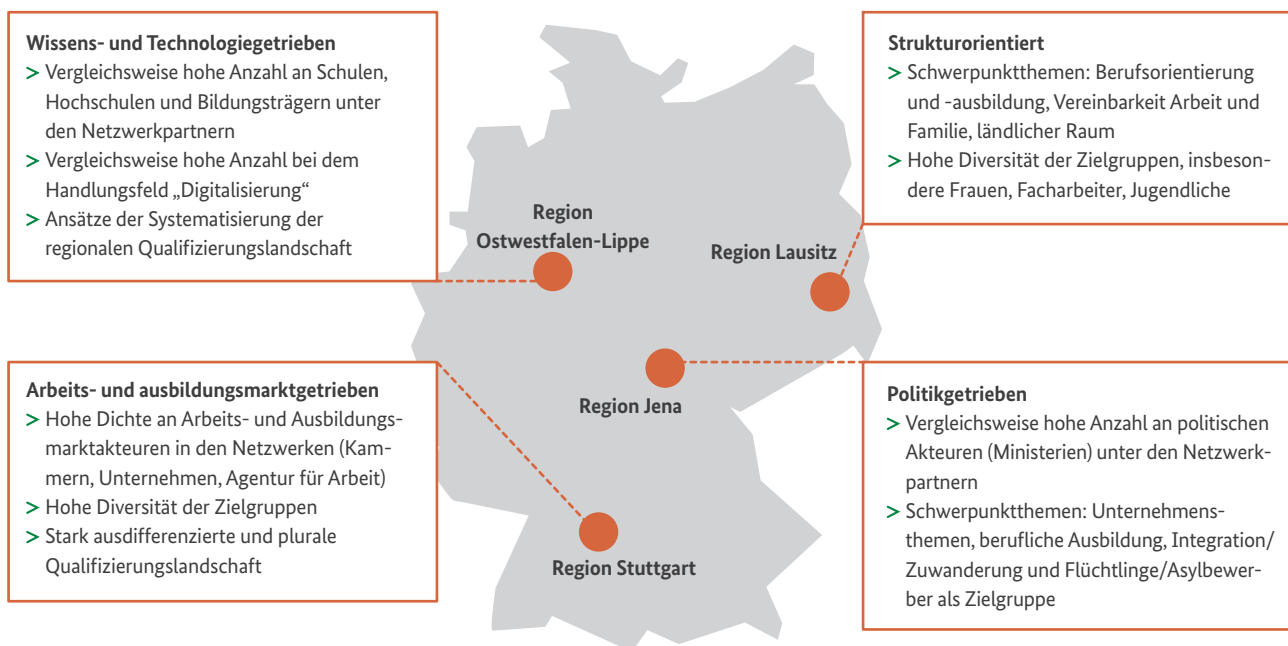 Wissens- und Technologiegetrieben
> Vergleichsweise hohe Anzahl an Schulen,
Hochschulen und Bildungsträgern unter
den Netzwerkpartnern
> Vergleichsweise hohe Anzahl bei dem
Handlungsfeld „Digitalisierung“
> Ansätze der Systematisierung der
regionalen Qualifizierungslandschaft
Strukturorientiert
> Schwerpunktthemen: Berufsorientierung
und -ausbildung, Vereinbarkeit Arbeit und
Familie, ländlicher Raum
> Hohe Diversität der Zielgruppen, insbeson-
dere Frauen, Facharbeiter, Jugendliche
Region
Ostwestfalen-Lippe
Region Lausitz
Region Jena
Region Stuttgart
Arbeits- und ausbildungsmarktgetrieben
> Hohe Dichte an Arbeits- und Ausbildungs-
marktakteuren in den Netzwerken (Kam-
mern, Unternehmen, Agentur für Arbeit)
> Hohe Diversität der Zielgruppen
> Stark ausdifferenzierte und plurale
Qualifizierungslandschaft
Politikgetrieben
> Vergleichsweise hohe Anzahl an politischen
Akteuren (Ministerien) unter den Netzwerk-
partnern
> Schwerpunktthemen: Unternehmens-
themen, berufliche Ausbildung, Integration/
Zuwanderung und Flüchtlinge/Asylbewer-
ber als Zielgruppe